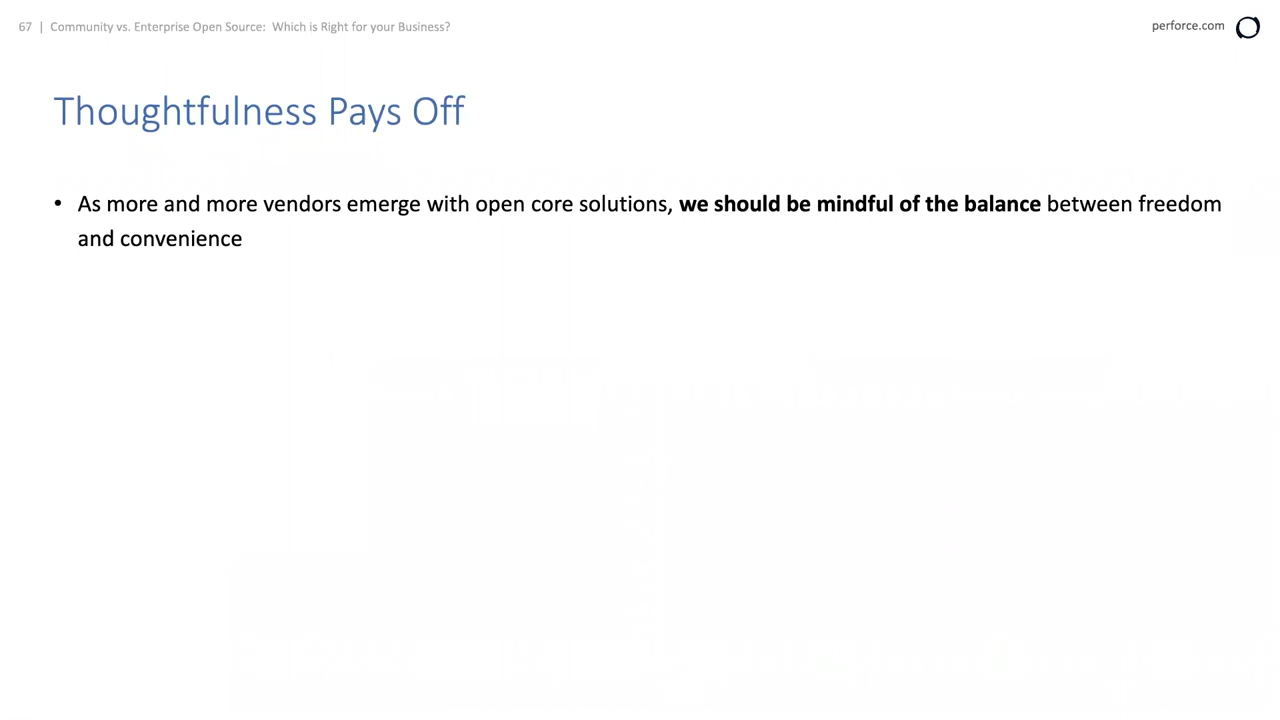 67 | Community vs. Enterprise Open Source: Which is Right for your Business?
perforce.com
Thoughtfulness Pays Off
• As more and more vendors emerge with open core solutions, we should be mindful of the balance between freedom
and convenience